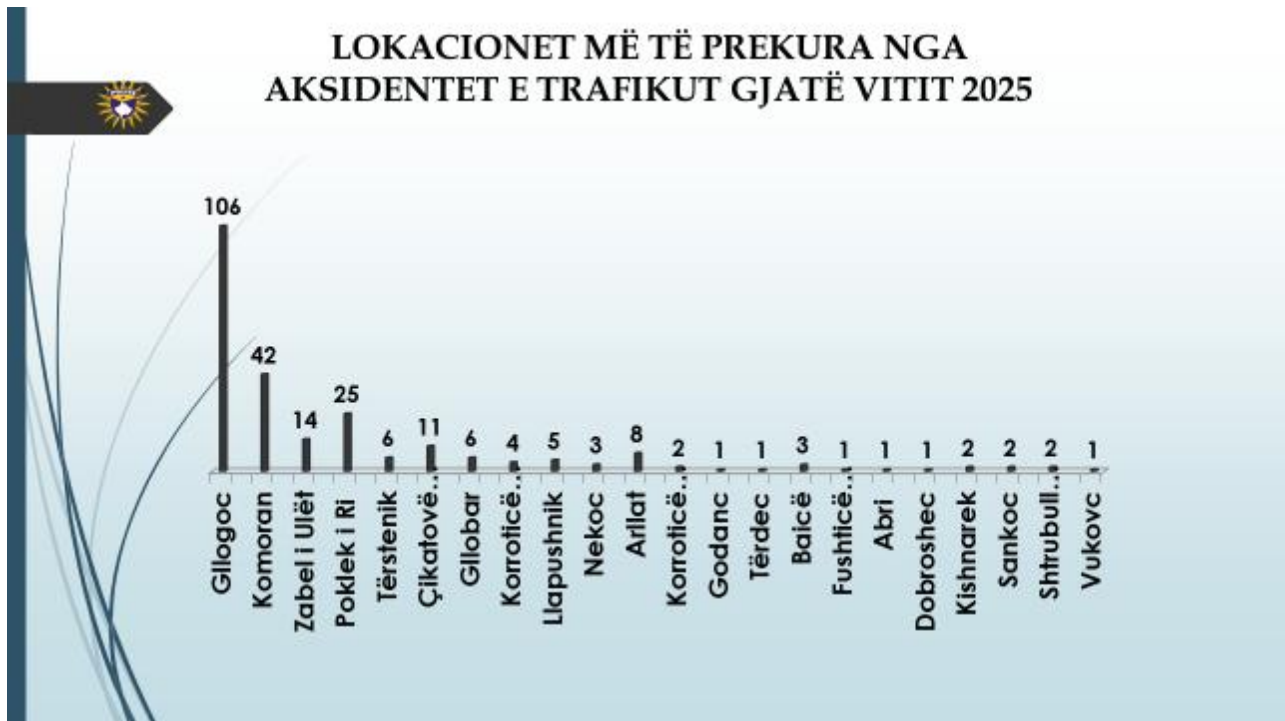 LOKACIONET MË TË PREKURA NGA
AKSIDENTET E TRAFIKUT GJATË VITIT 2025
106
42
14
25
6
11
6
4
5
3
8
2
1
1
3
1
1
1
2
2
2
1
Gllogoc
Komoran
Zabel i Ulët
Poklek i Ri
Tërstenik
Çikatovë...
Gllobar
Korroticë...
Llapushnik
Nekoc
Arllat
Korroticë...
Godanc
Tërdec
Baicë
Fushticë...
Abri
Dobroshec
Kishnarek
Sankoc
Shtrubull...
Vukovc